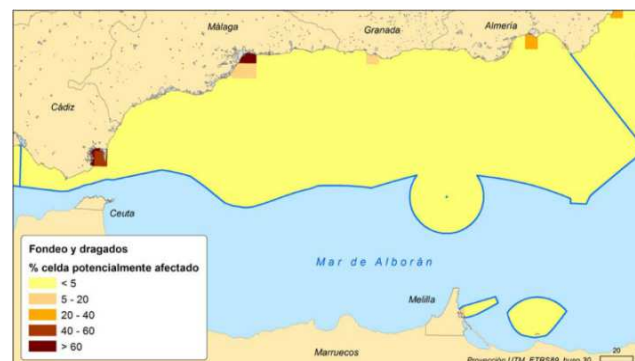 Málaga
Granada
Almería
Cádiz
Ceuta
Mar de Alborán
Melilla
Marruecos
Fondeo y dragados
% celda potencialmente afectado
< 5
5 - 20
20 - 40
40 - 60
> 60
Proyección UTM, ETRS89, huso 30
20